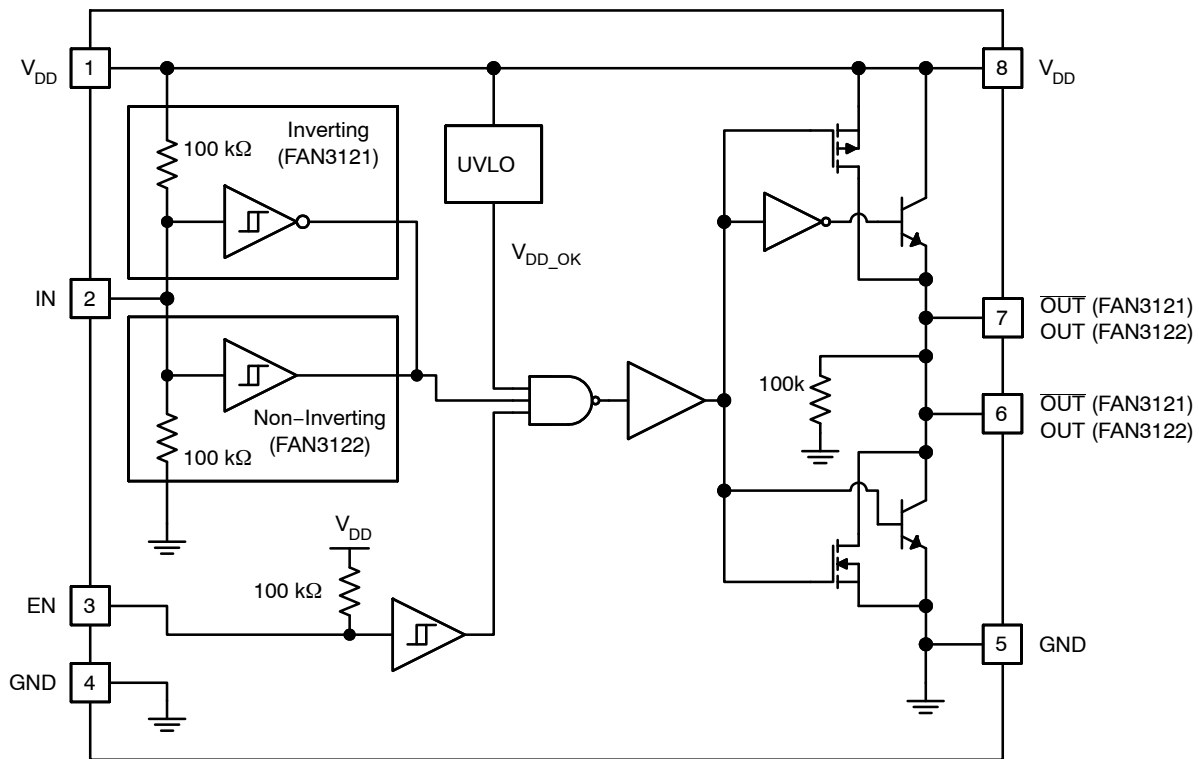 V_DD
1
8
V_DD
Inverting
(FAN3121)
100 kΩ
UVLO
V_DD_OK
IN
2
7
OUT (FAN3121)
OUT (FAN3122)
100k
6
OUT (FAN3121)
OUT (FAN3122)
Non−Inverting
(FAN3122)
100 kΩ
V_DD
100 kΩ
EN
3
5
GND
GND
4